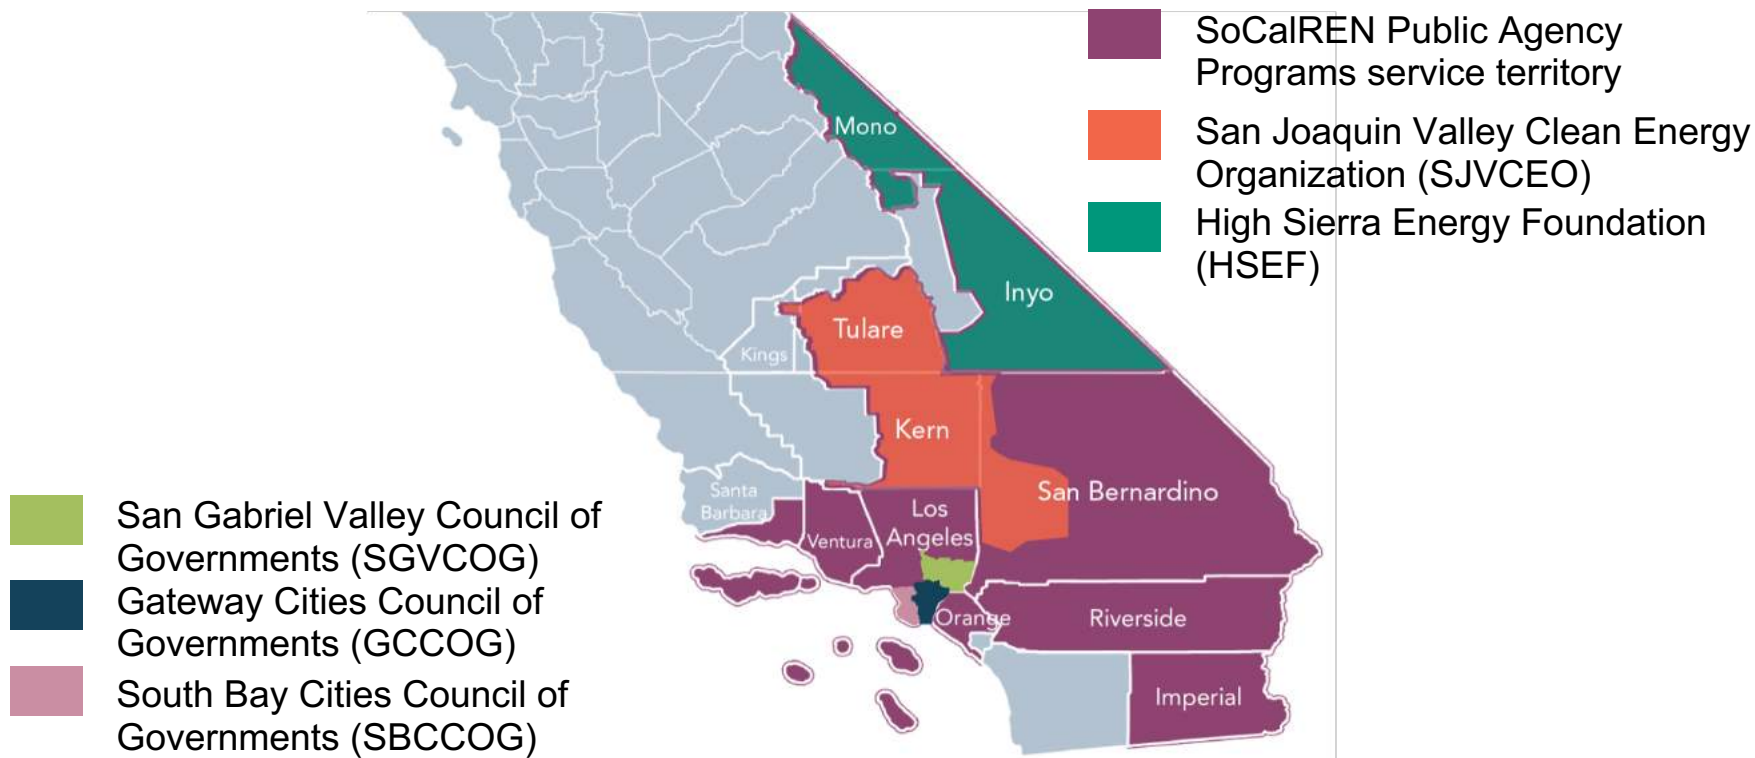 SoCalREN Public Agency
Programs service territory
San Joaquin Valley Clean Energy
Organization (SJVCEO)
High Sierra Energy Foundation
(HSEF)
Mono
Inyo
Tulare
Kings
Kern
San Bernardino
Santa
Barbara
Ventura
Los
Angeles
Orange
Riverside
Imperial
San Gabriel Valley Council of
Governments (SGVCOG)
Gateway Cities Council of
Governments (GCCOG)
South Bay Cities Council of
Governments (SBCCOG)